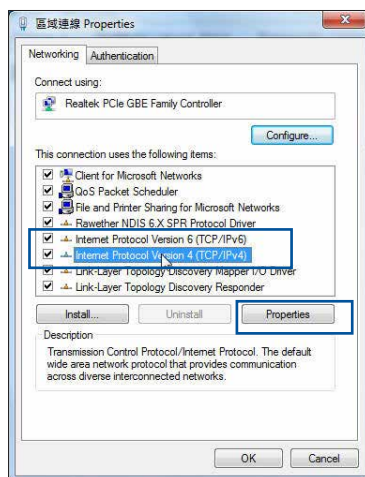 區域連線 Properties
Networking
Authentication
Connect using:
Realtek PCIe GBE Family Controller
Configure...
This connection uses the following items:
Client for Microsoft Networks
QoS Packet Scheduler
File and Printer Sharing for Microsoft Networks
Rawether NDIS 6.X SPR Protocol Driver
Internet Protocol Version 6 (TCP/IPv6)
Internet Protocol Version 4 (TCP/IPv4)
Link-Layer Topology Discovery Mapper I/O Driver
Link-Layer Topology Discovery Responder
Install...
Uninstall
Properties
Description
Transmission Control Protocol/Internet Protocol. The default
wide area network protocol that provides communication
across diverse interconnected networks.
OK
Cancel